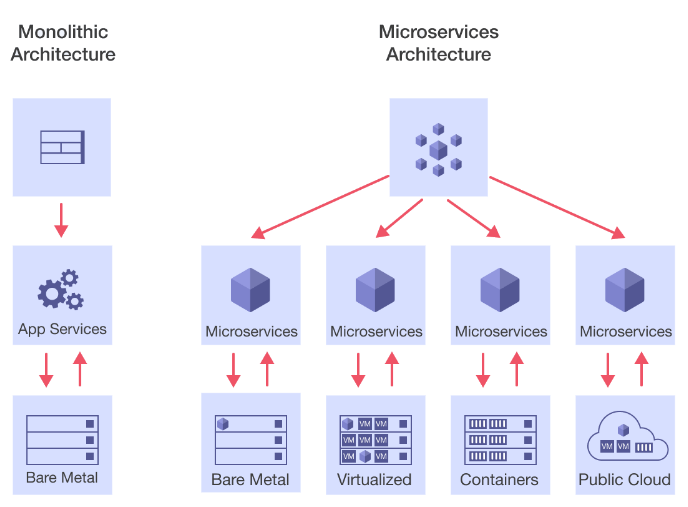 Monolithic
Architecture
Microservices
Architecture
App Services
Microservices
Microservices
Microservices
Microservices
Bare Metal
Bare Metal
VM VM
VM VM VM
VM VM
Virtualized
Containers
VM VM
Public Cloud